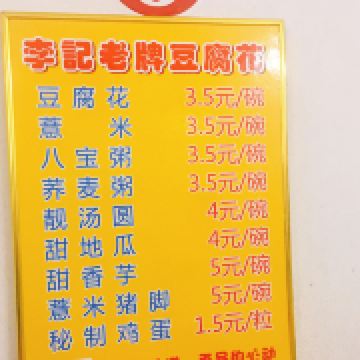 李記老牌豆腐花
豆腐花 3.5元/碗
薏米 3.5元/碗
八宝粥 3.5元/碗
荞麦粥 3.5元/碗
靓汤圆 4元/碗
甜地瓜 4元/碗
甜香芋 5元/碗
薏米猪脚 5元/碗
秘制鸡蛋 1.5元/粒